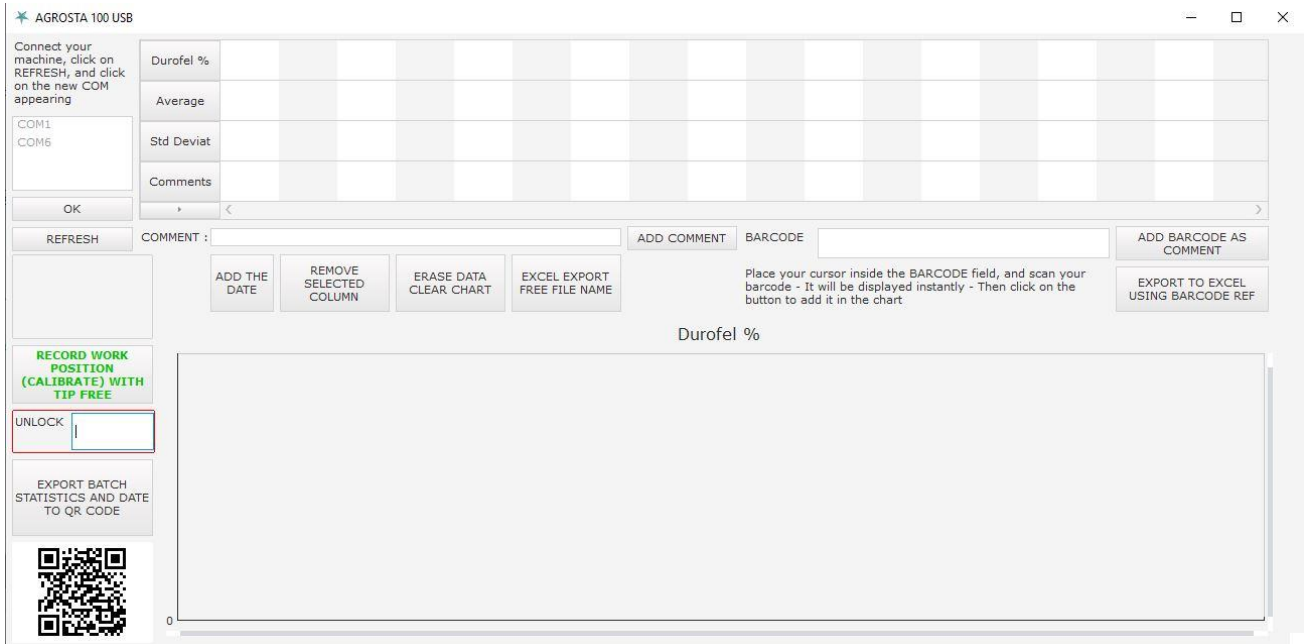 AGROSTA 100 USB
Connect your
machine, click on
REFRESH, and click
on the new COM
appearing
COM1
COM6
OK
REFRESH
Durofel %
Average
Std Deviat
Comments
COMMENT :
ADD COMMENT
BARCODE
ADD BARCODE AS
COMMENT
ADD THE
DATE
REMOVE
SELECTED
COLUMN
ERASE DATA
CLEAR CHART
EXCEL EXPORT
FREE FILE NAME
Place your cursor inside the BARCODE field, and scan your
barcode - It will be displayed instantly - Then click on the
button to add it in the chart
EXPORT TO EXCEL
USING BARCODE REF
Durofel %
RECORD WORK
POSITION
(CALIBRATE) WITH
TIP FREE
UNLOCK
EXPORT BATCH
STATISTICS AND DATE
TO QR CODE
0